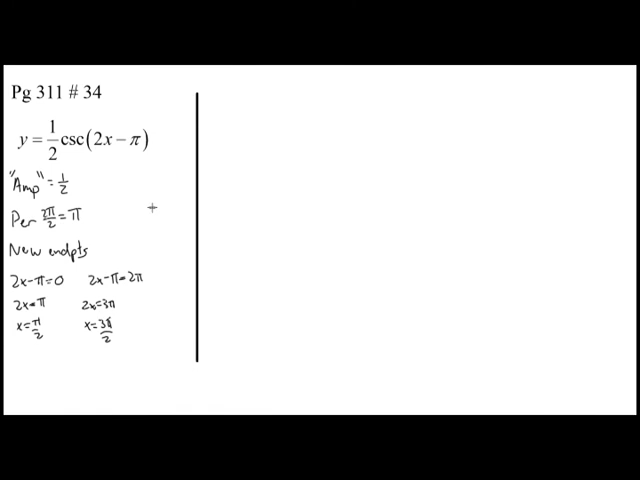 Pg 311 # 34
y = 1/2 csc(2x − π)
"Amp" = 1/2
Per 2π/2 = π
New endpts
2x-π=0 2x-π=2π
2x=π 2x=3π
x=π/2 x=3π/2